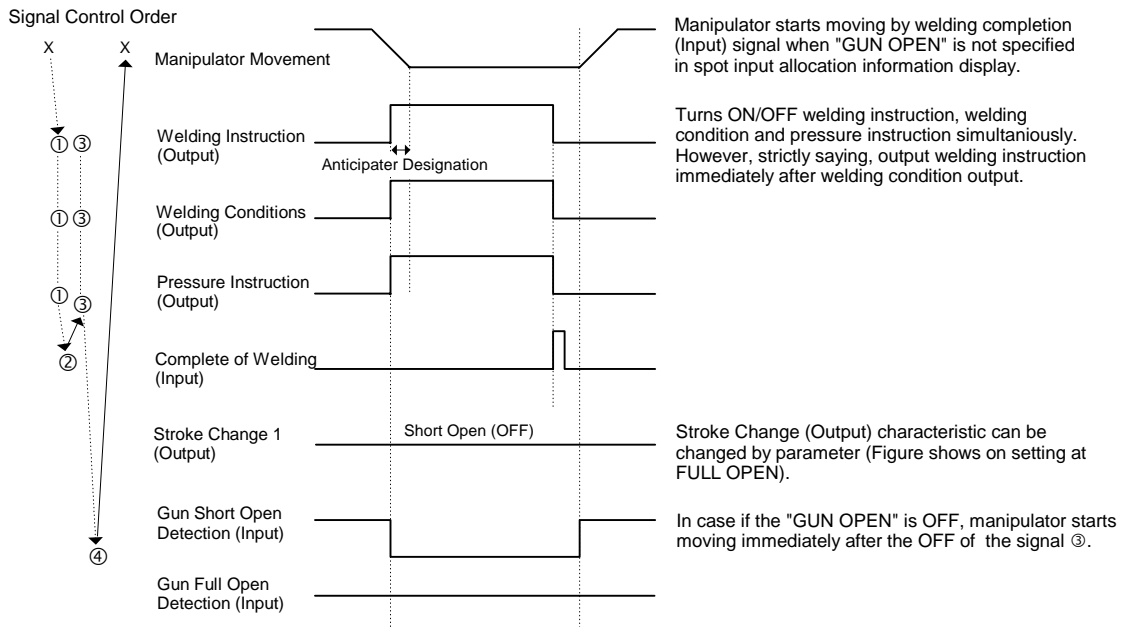 Signal Control Order
X X
Manipulator Movement
Manipulator starts moving by welding completion
(Input) signal when "GUN OPEN" is not specified
in spot input allocation information display.
① ③
Welding Instruction
(Output)
Anticipater Designation
Turns ON/OFF welding instruction, welding
condition and pressure instruction simultaniously.
However, strictly saying, output welding instruction
immediately after welding condition output.
① ③
Welding Conditions
(Output)
① ③
Pressure Instruction
(Output)
②
Complete of Welding
(Input)
Stroke Change 1
(Output)
Short Open (OFF)
Stroke Change (Output) characteristic can be
changed by parameter (Figure shows on setting at
FULL OPEN).
Gun Short Open
Detection (Input)
In case if the "GUN OPEN" is OFF, manipulator starts
moving immediately after the OFF of the signal ③.
④
Gun Full Open
Detection (Input)